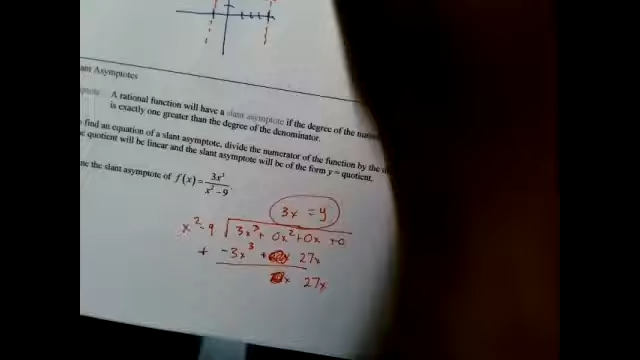 ant Asymptotes
A rational function will have a slant asymptote if the degree of the
is exactly one greater than the degree of the denominator.
find an equation of a slant asymptote, divide the numerator of the function by the
quotient will be linear and the slant asymptote will be of the form y = quotient.
the slant asymptote of f(x) = 3x³/x² - 9
3x = y
x² - 9 3x³ + 0x² + 0x + 0
+ -3x³ + 27x
27x